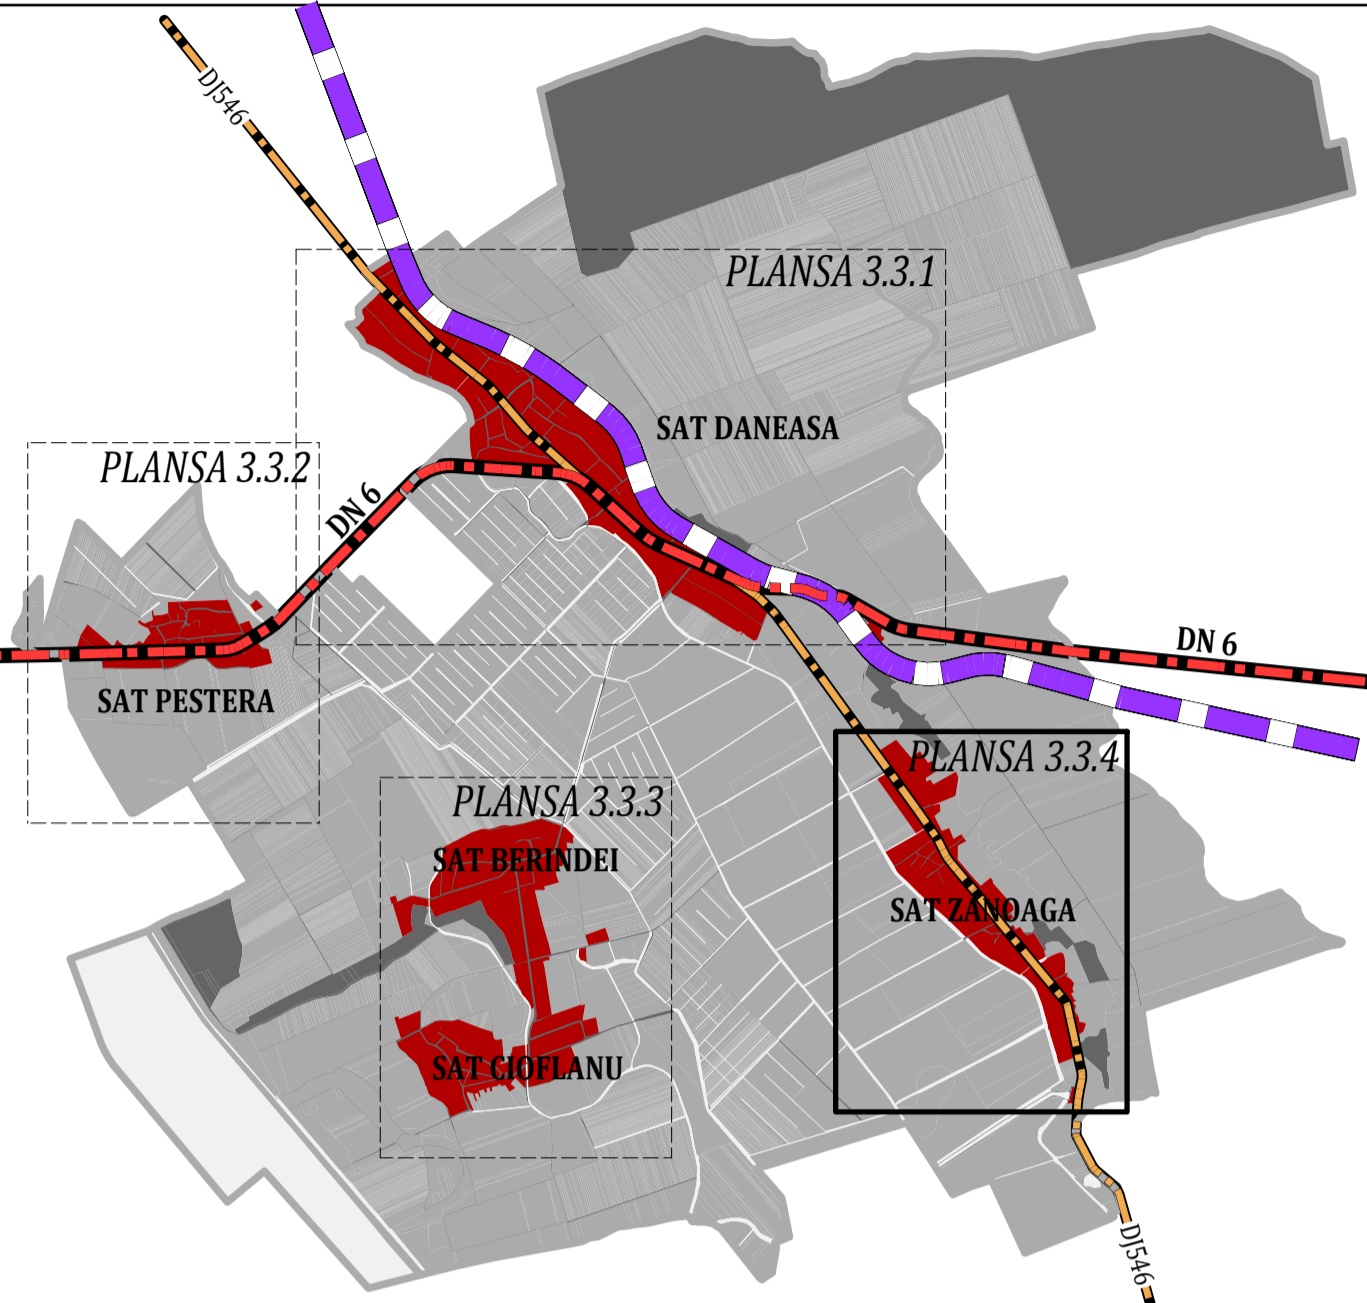 DJ546
PLANSA 3.3.1
SAT DANEASA
PLANSA 3.3.2
DN 6
DN 6
SAT PESTERA
PLANSA 3.3.4
PLANSA 3.3.3
SAT BERINDEI
SAT ZĂNOAGA
SAT CIOFLANU
DJ546